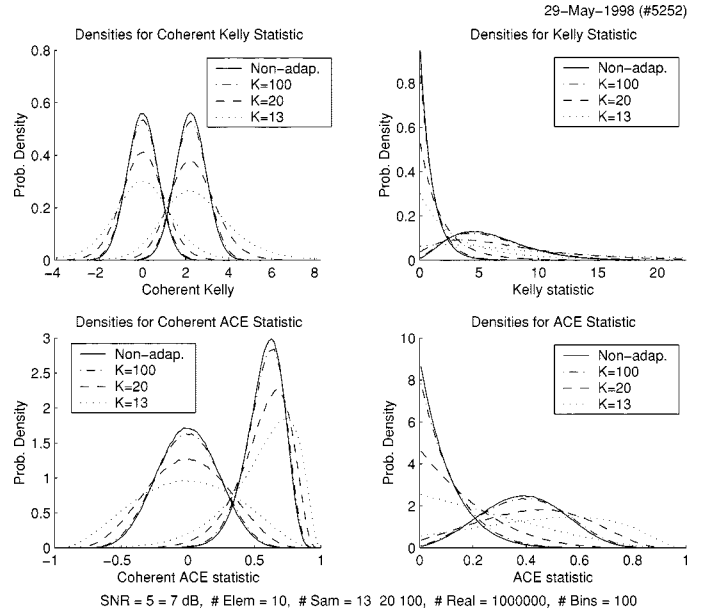 29-May-1998 (#5252)
Densities for Coherent Kelly Statistic
Non-adap.
K=100
K=20
K=13
Prob. Density
0.8
0.6
0.4
0.2
0
-4
-2
0
2
4
6
8
Coherent Kelly
Densities for Kelly Statistic
Non-adap.
K=100
K=20
K=13
Prob. Density
0.8
0.6
0.4
0.2
0
0
5
10
15
20
Kelly statistic
Densities for Coherent ACE Statistic
Non-adap.
K=100
K=20
K=13
Prob. Density
3
2.5
2
1.5
1
0.5
0
-1
-0.5
0
0.5
1
Coherent ACE statistic
Densities for ACE Statistic
Non-adap.
K=100
K=20
K=13
Prob. Density
10
8
6
4
2
0
0
0.2
0.4
0.6
0.8
1
ACE statistic
SNR = 5 = 7 dB, # Elem = 10, # Sam = 13 20 100, # Real = 1000000, # Bins = 100